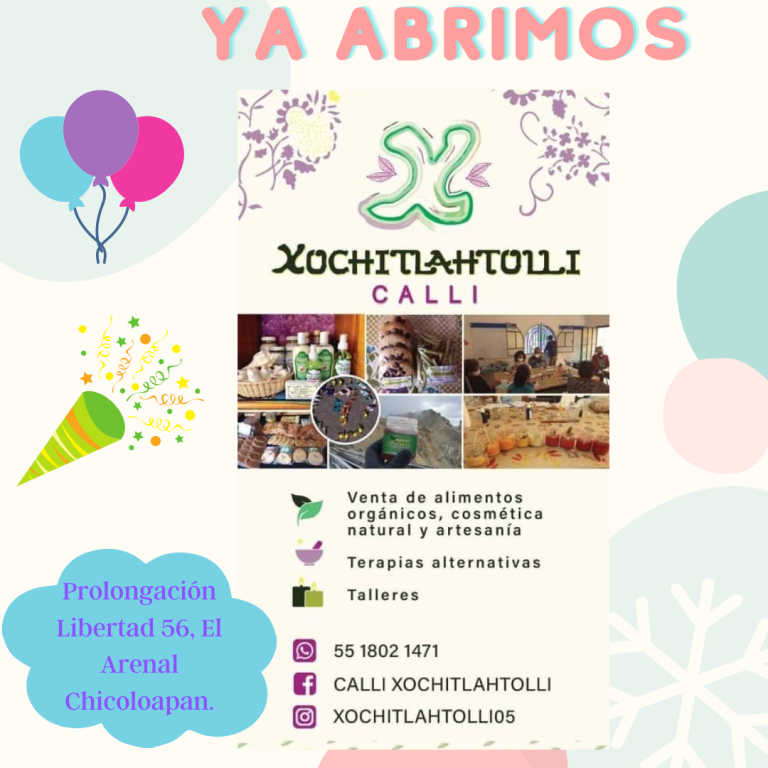 YA ABRIMOS
XOCHITLAHTOLLI
CALLI
Venta de alimentos
orgánicos, cosmética
natural y artesanía
Terapias alternativas
Talleres
55 1802 1471
CALLI XOCHITLAHTOLLI
XOCHITLAHTOLLI05
Prolongación
Libertad 56, El
Arenal
Chicoloapan.